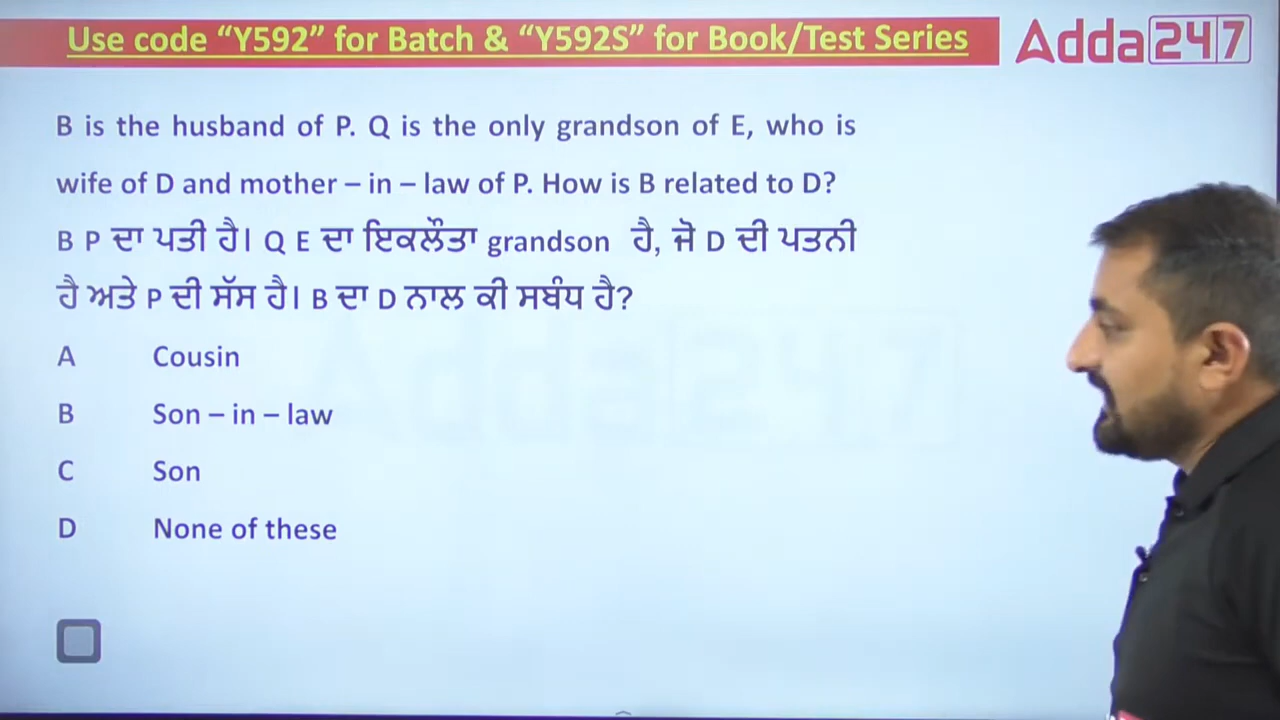 Use code “Y592” for Batch & “Y592S” for Book/Test Series
Adda247
B is the husband of P. Q is the only grandson of E, who is
wife of D and mother – in – law of P. How is B related to D?
B P ਦਾ ਪਤੀ ਹੈ। Q E ਦਾ ਇਕਲੌਤਾ grandson ਹੈ, ਜੋ D ਦੀ ਪਤਨੀ
ਹੈ ਅਤੇ P ਦੀ ਸੱਸ ਹੈ। B ਦਾ D ਨਾਲ ਕੀ ਸਬੰਧ ਹੈ?
A Cousin
B Son – in – law
C Son
D None of these